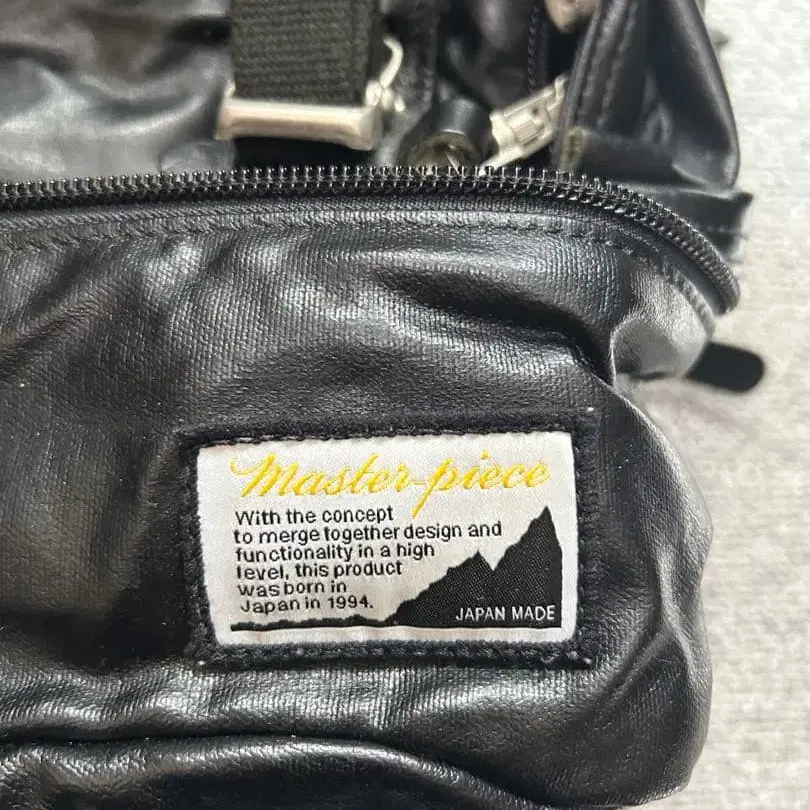 Master-piece
With the concept
to merge together design and
functionality in a high
level, this product
was born in
Japan in 1994.
JAPAN MADE